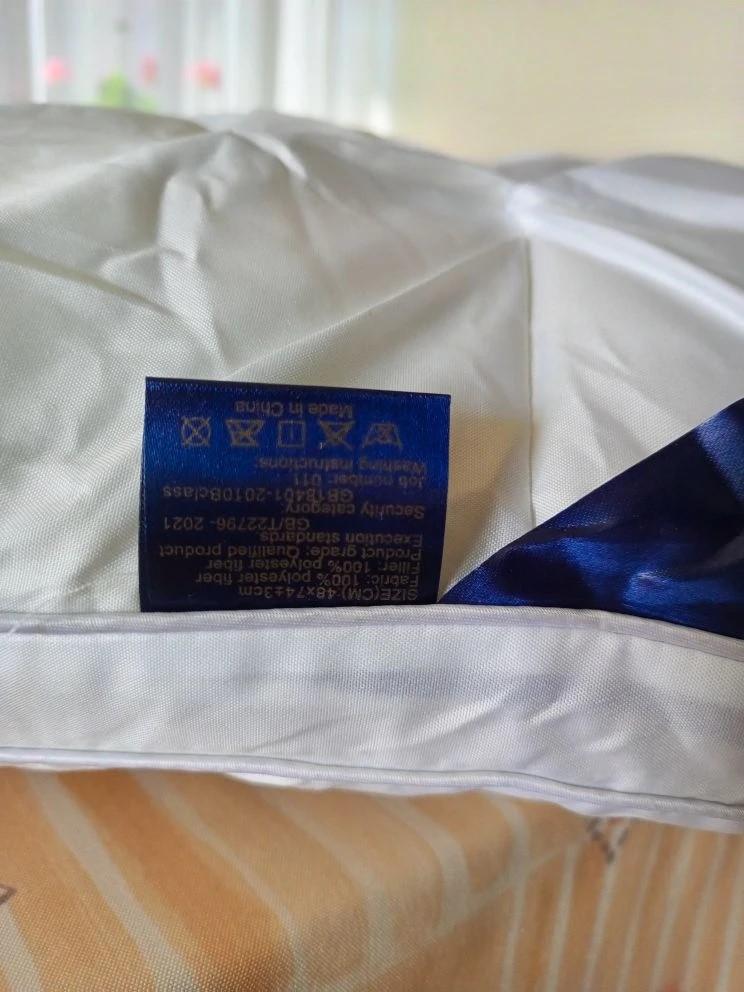 SIZE(CM):48x74±3cm
Fabric: 100% polyester fiber
Filler: 100% polyester fiber
Product grade: Qualified product
Execution standards
GB/T22796- 2021
Security category:
GB18401-2010Bclass
Job number: 011
Washing instructions:
Made in China